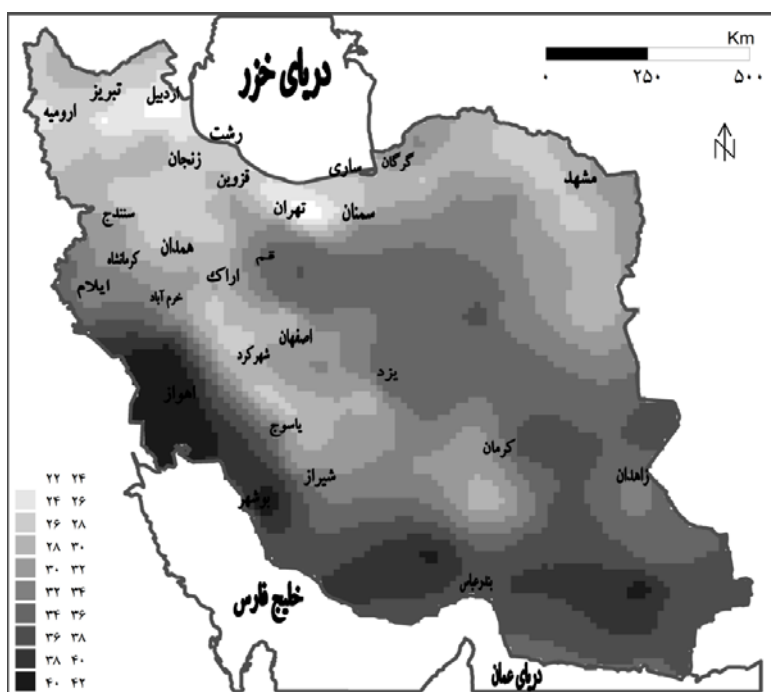 Km
۰ ۲۵۰ ۵۰۰
دریای خزر
N
تبریز
اردبیل
ارومیه
رشت
زنجان
قزوین
ساری
گرگان
مشهد
تهران
سمنان
سنندج
همدان
قم
کرمانشاه
اراک
ایلام
خرم آباد
اصفهان
شهرکرد
یزد
اهواز
یاسوج
کرمان
شیراز
زاهدان
بوشهر
بندرعباس
خلیج فارس
دریای عمان
۲۲ ۲۴
۲۴ ۲۶
۲۶ ۲۸
۲۸ ۳۰
۳۰ ۳۲
۳۲ ۳۴
۳۴ ۳۶
۳۶ ۳۸
۳۸ ۴۰
۴۰ ۴۲